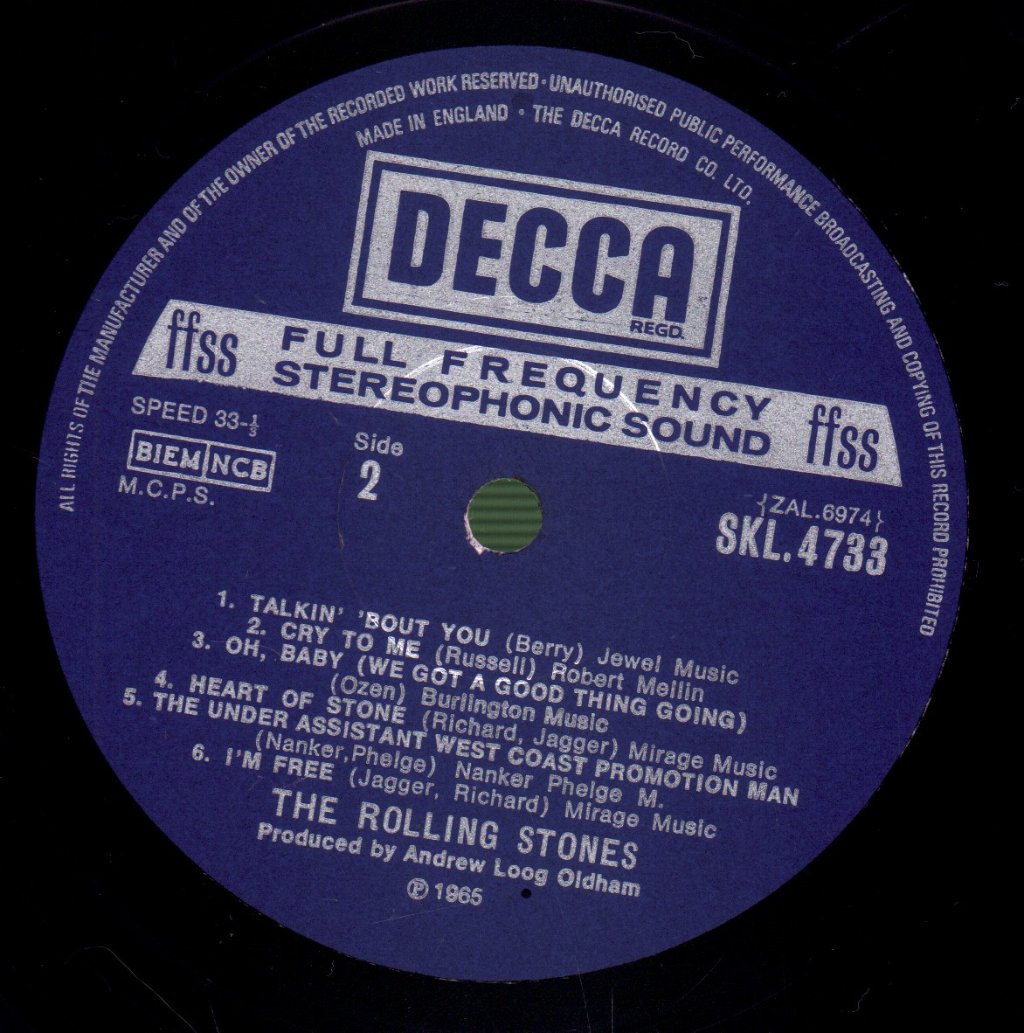 ALL RIGHTS OF THE MANUFACTURER AND OF THE OWNER OF THE RECORDED WORK RESERVED · UNAUTHORISED PUBLIC PERFORMANCE BROADCASTING AND COPYING OF THIS RECORD PROHIBITED
MADE IN ENGLAND · THE DECCA RECORD CO. LTD.
DECCA
REGD.
ffss FULL FREQUENCY ffss
STEREOPHONIC SOUND
SPEED 33-⅓
BIEM NCB
M.C.P.S.
Side
2
{ZAL.6974}
SKL.4733
1. TALKIN' 'BOUT YOU (Berry) Jewel Music
2. CRY TO ME (Russell) Robert Mellin
3. OH, BABY (WE GOT A GOOD THING GOING)
(Ozen) Burlington Music
4. HEART OF STONE (Richard, Jagger) Mirage Music
5. THE UNDER ASSISTANT WEST COAST PROMOTION MAN
(Nanker,Phelge) Nanker Phelge M.
6. I'M FREE (Jagger, Richard) Mirage Music
THE ROLLING STONES
Produced by Andrew Loog Oldham
℗ 1965